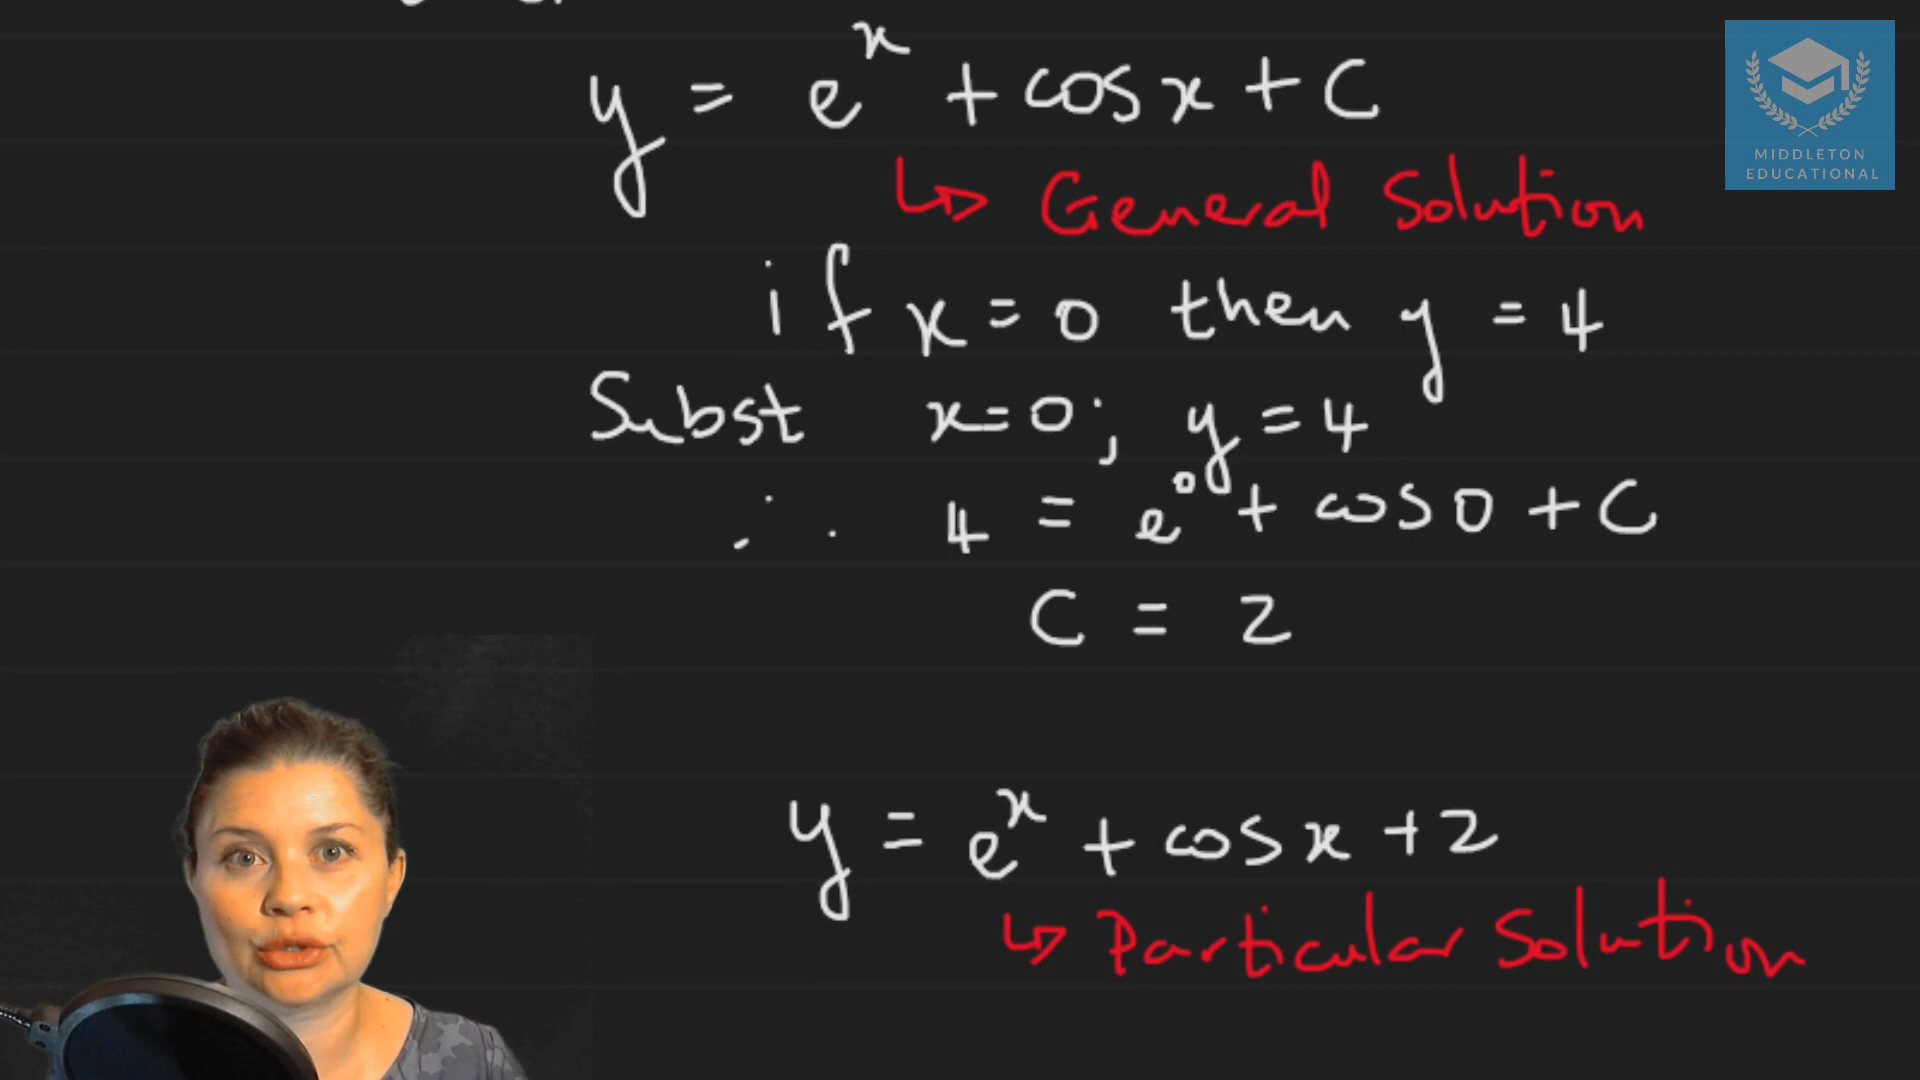 y = e^x + cos x + C
↳ General Solution
if x = 0 then y = 4
Subst x = 0; y = 4
∴ 4 = e^0 + cos 0 + C
C = 2
y = e^x + cos x + 2
↳ Particular Solution
MIDDLETON
EDUCATIONAL